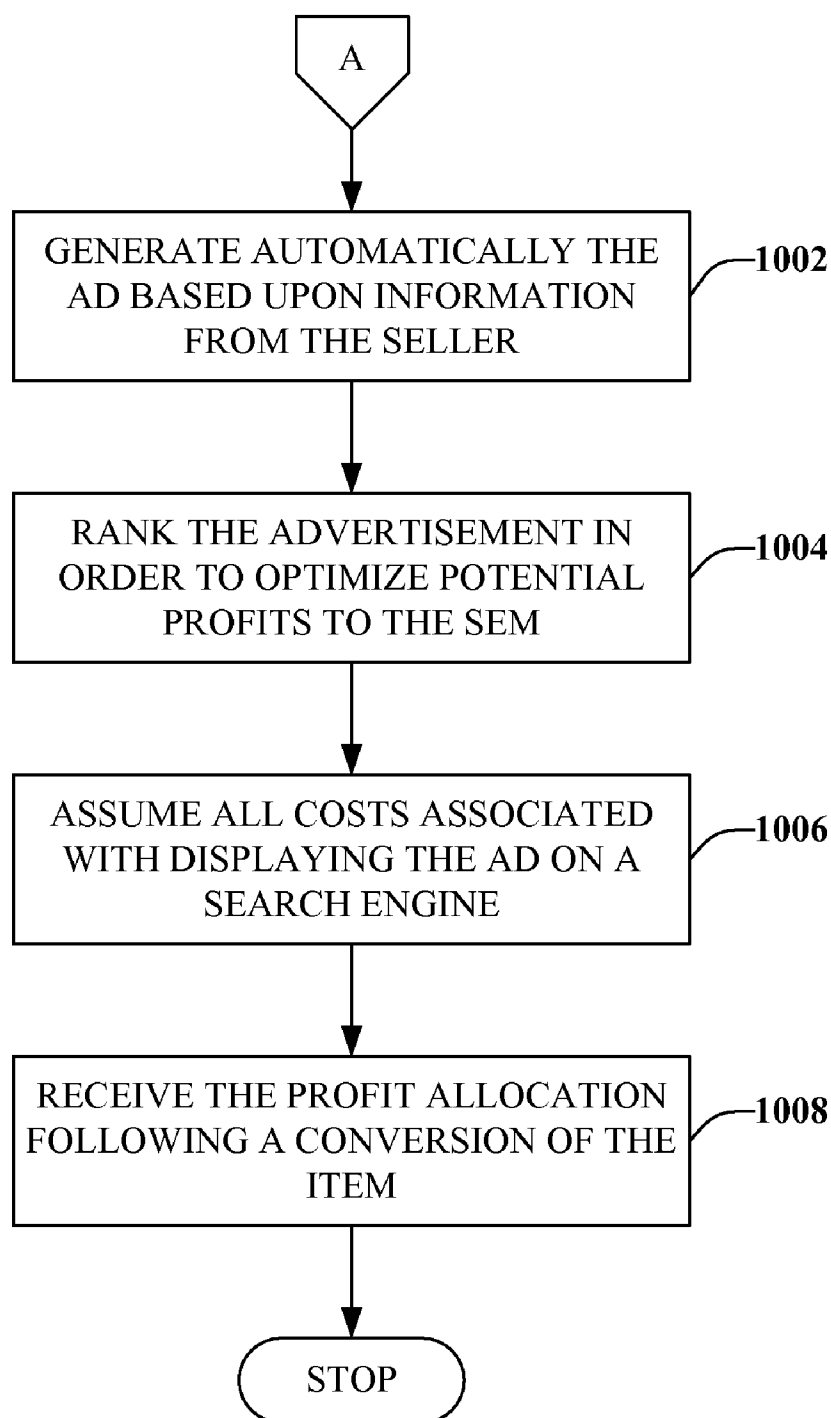 A
GENERATE AUTOMATICALLY THE
AD BASED UPON INFORMATION
FROM THE SELLER
1002
RANK THE ADVERTISEMENT IN
ORDER TO OPTIMIZE POTENTIAL
PROFITS TO THE SEM
1004
ASSUME ALL COSTS ASSOCIATED
WITH DISPLAYING THE AD ON A
SEARCH ENGINE
1006
RECEIVE THE PROFIT ALLOCATION
FOLLOWING A CONVERSION OF THE
ITEM
1008
STOP